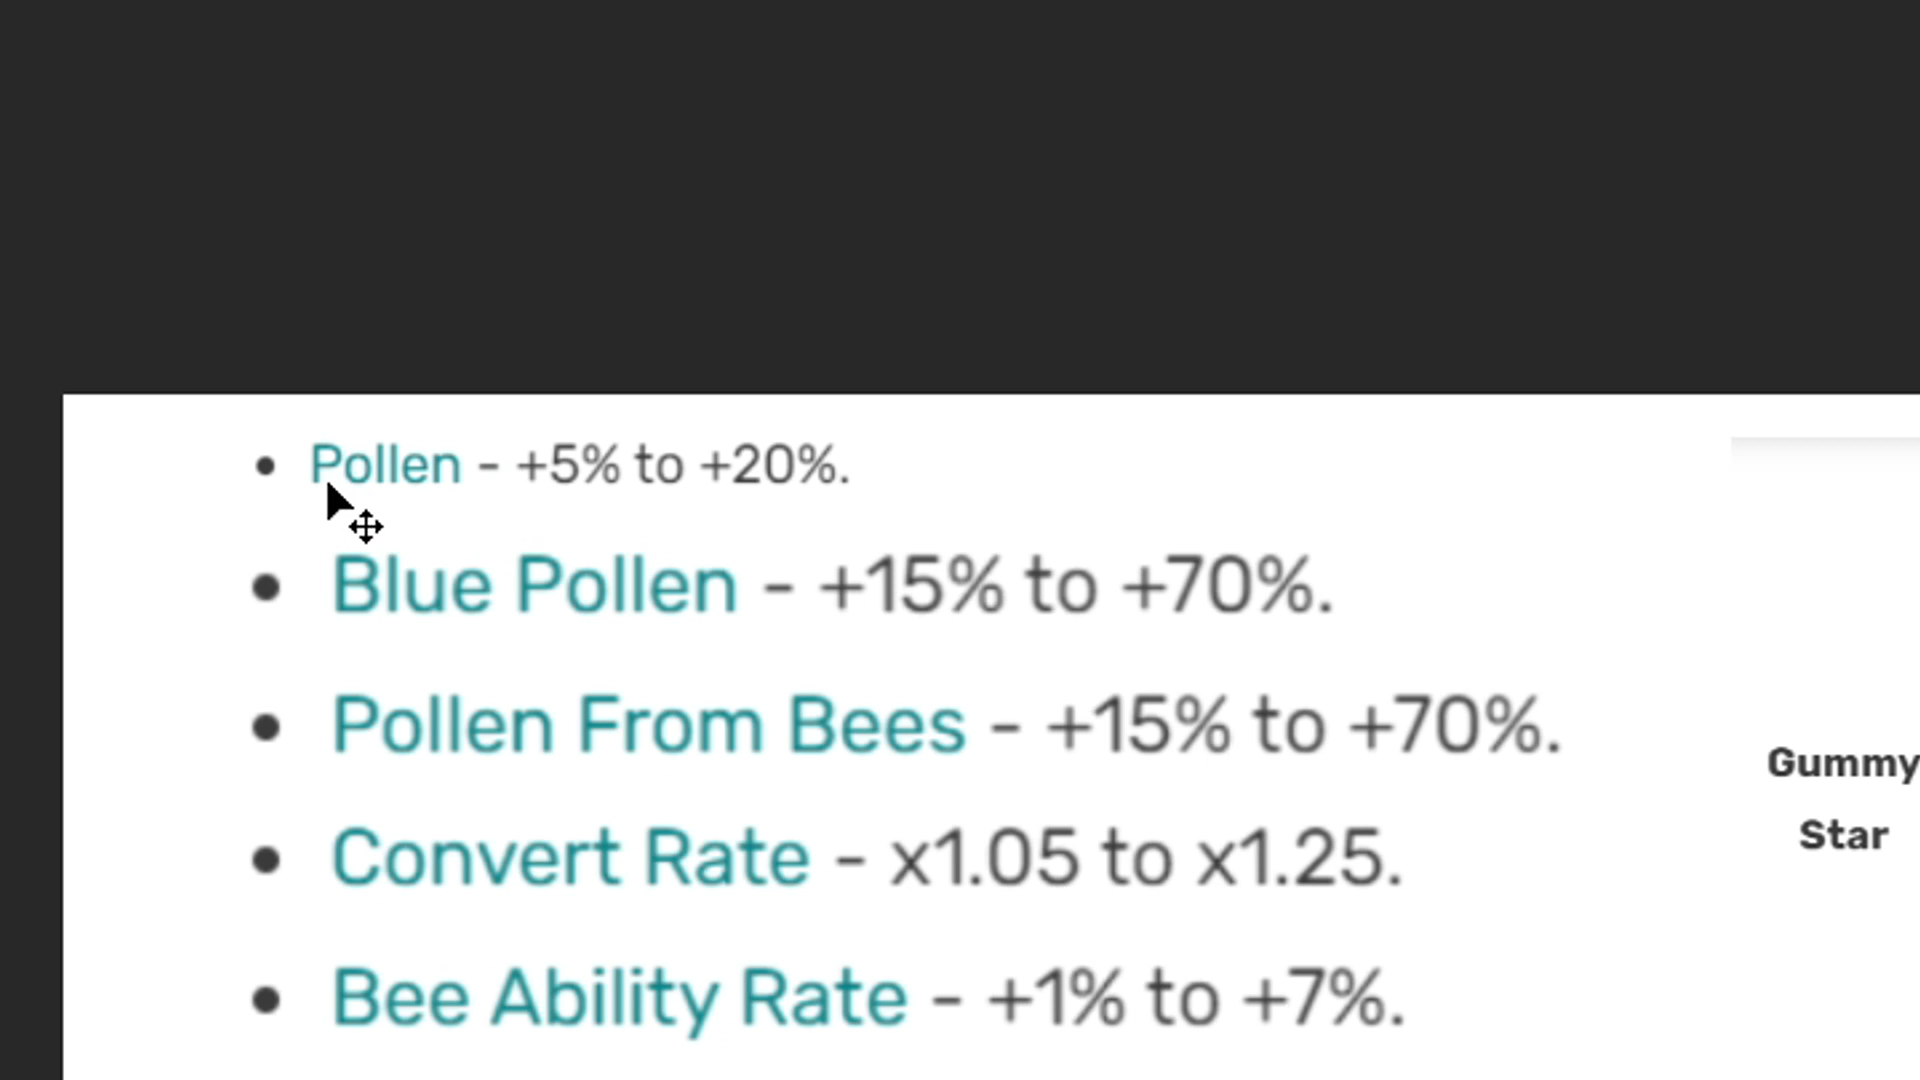 Pollen - +5% to +20%.
Blue Pollen - +15% to +70%.
Pollen From Bees - +15% to +70%.
Convert Rate - x1.05 to x1.25.
Bee Ability Rate - +1% to +7%.
Gummy
Star